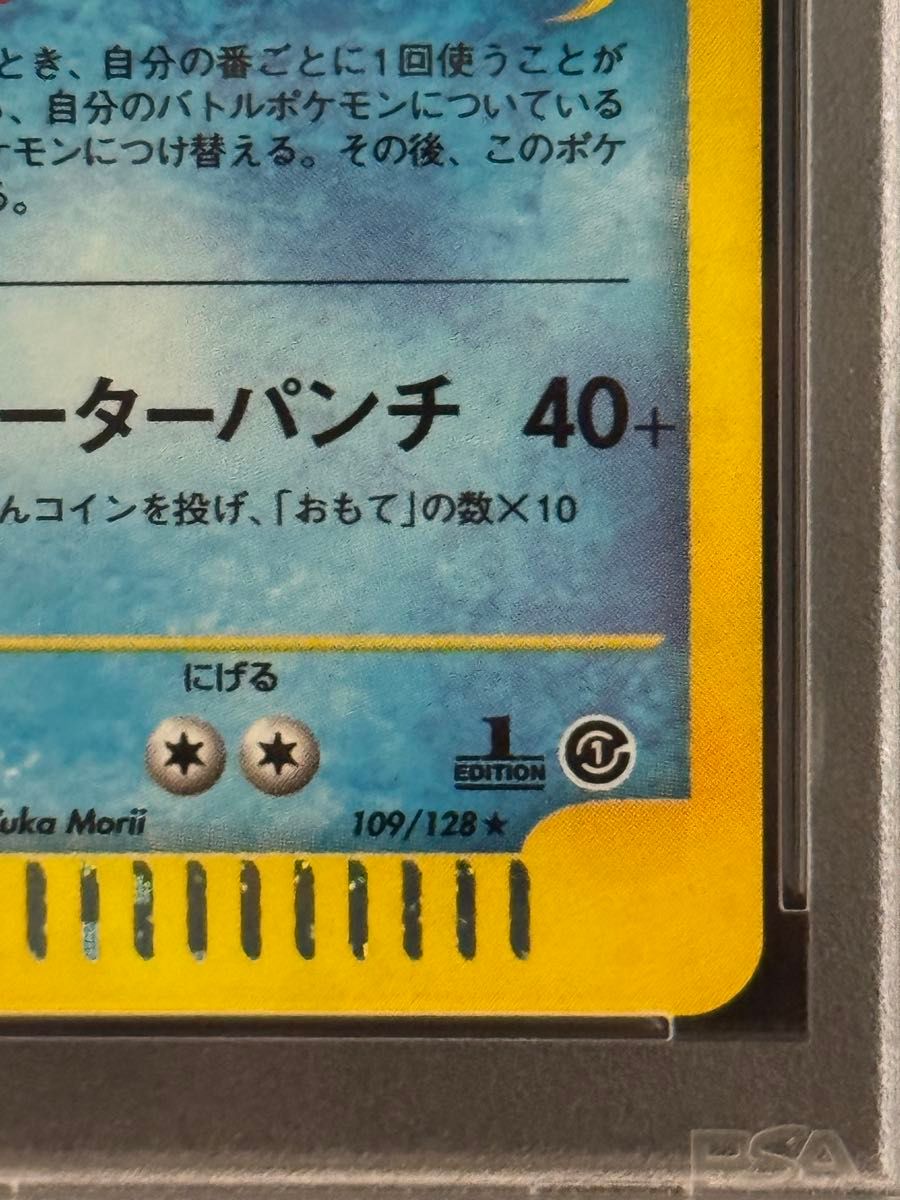 とき、自分の番ごとに1回使うことが
、自分のバトルポケモンについている
ケモンにつけ替える。その後、このポケ
る。
ーターパンチ 40+
んコインを投げ、「おもて」の数×10
にげる
1
EDITION
1
uka Morii 109/128★
PSA